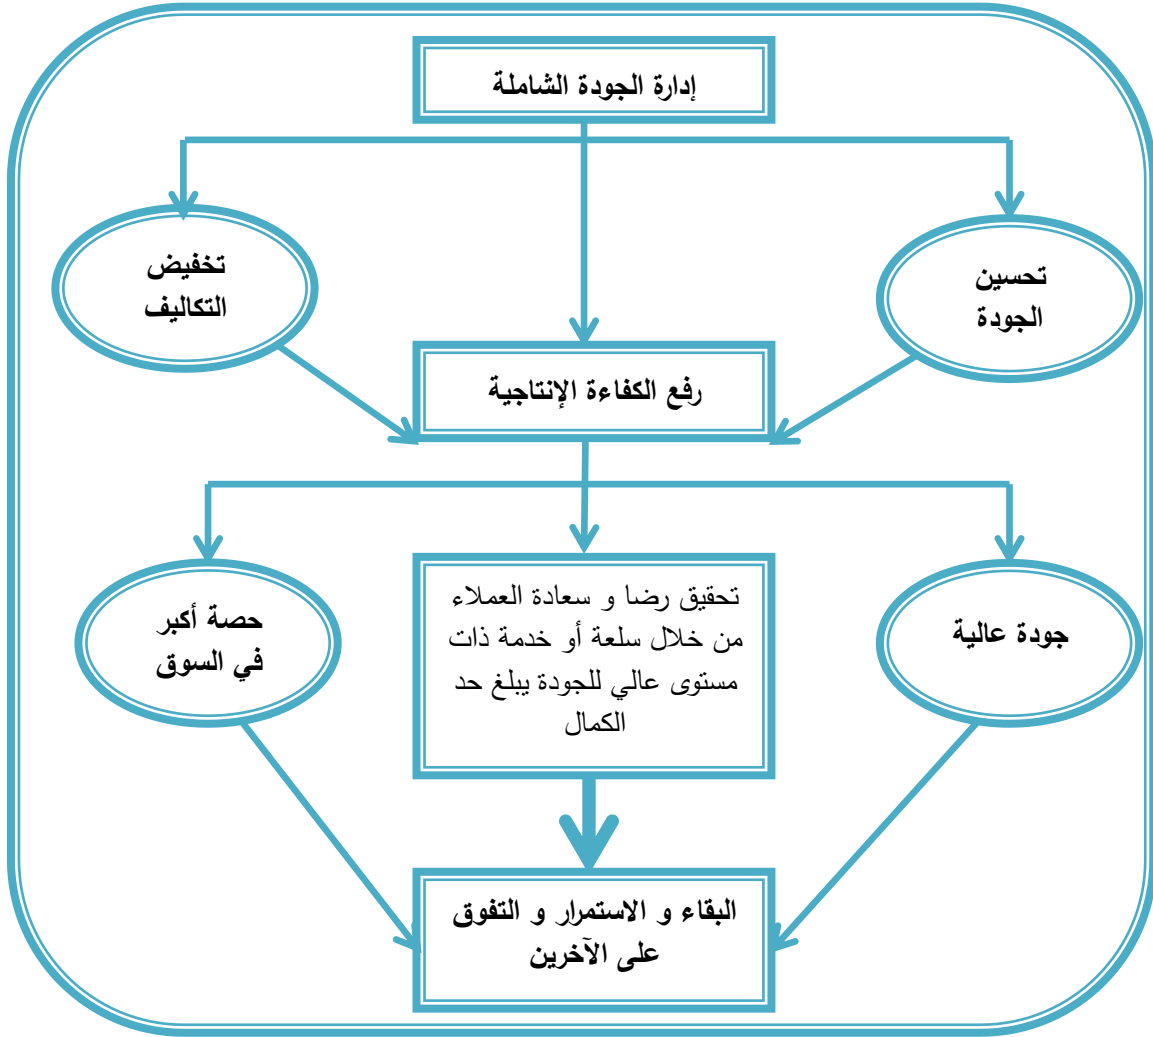 إدارة الجودة الشاملة
تحسين
الجودة
تخفيض
التكاليف
رفع الكفاءة الإنتاجية
جودة عالية
تحقيق رضا و سعادة العملاء
من خلال سلعة أو خدمة ذات
مستوى عالي للجودة يبلغ حد
الكمال
حصة أكبر
في السوق
البقاء و الاستمرار و التفوق
على الآخرين